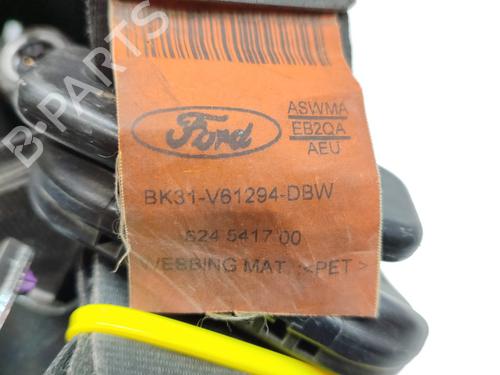 B-PARTS
Ford
ASWMA
EB2QA
AEU
BK31-V61294-DBW
624 5417 00
WEBBING MAT.:<PET>